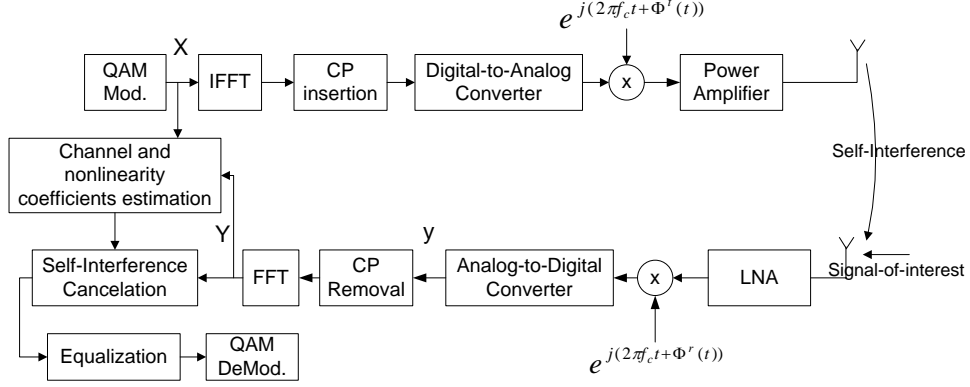 e^{j(2πf_c t+Φ^t(t))}
X
QAM
Mod.
IFFT
CP
insertion
Digital-to-Analog
Converter
x
Power
Amplifier
Channel and
nonlinearity
coefficients estimation
Self-Interference
Y
y
Self-Interference
Cancelation
FFT
CP
Removal
Analog-to-Digital
Converter
x
LNA
Signal-of-interest
Equalization
QAM
DeMod.
e^{j(2πf_c t+Φ^r(t))}